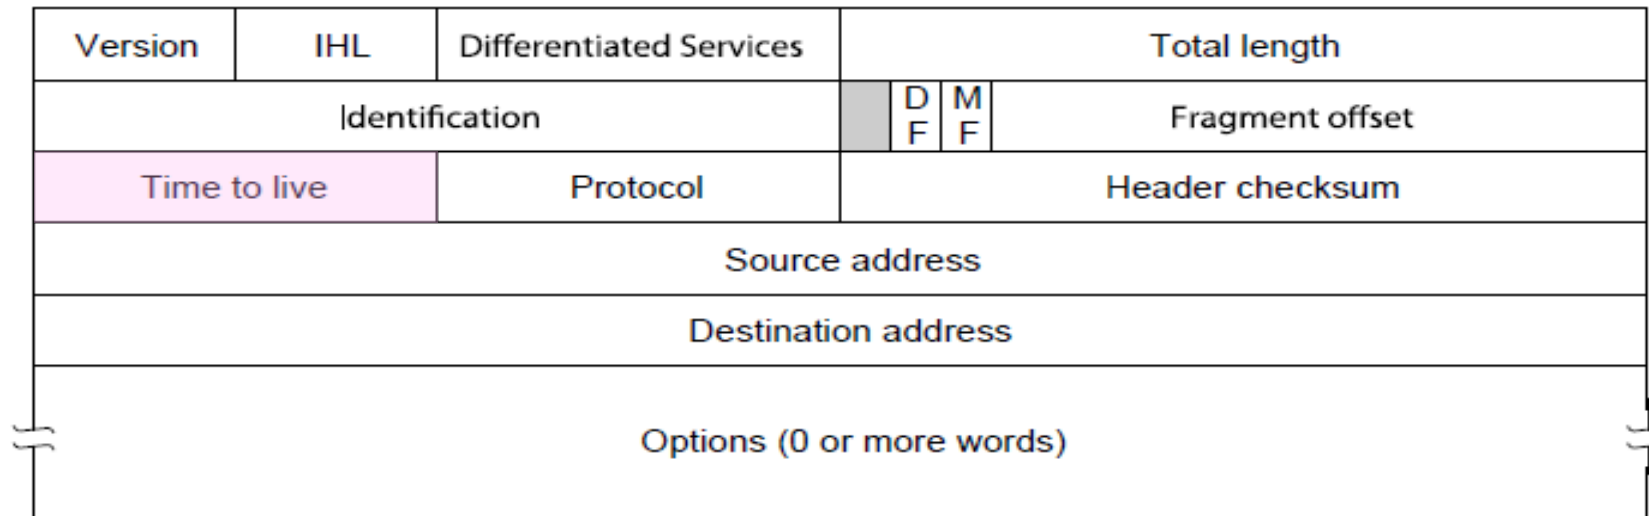 Version IHL Differentiated Services Total length
Identification D F M F Fragment offset
Time to live Protocol Header checksum
Source address
Destination address
Options (0 or more words)